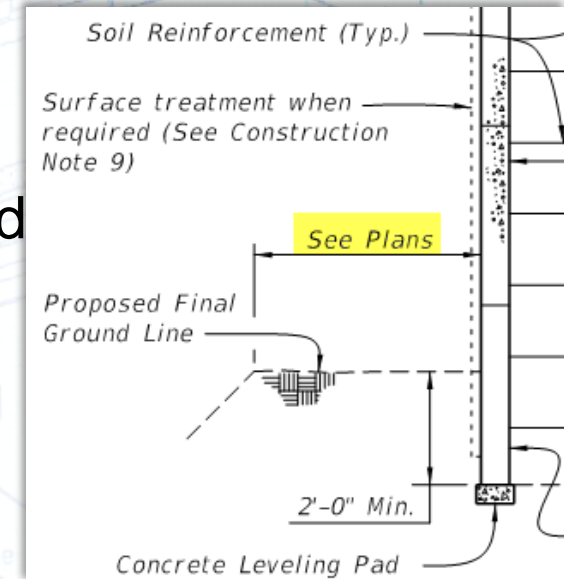 Soil Reinforcement (Typ.)
Surface treatment when
required (See Construction
Note 9)
d
See Plans
Proposed Final
Ground Line
2'-0" Min.
Concrete Leveling Pad